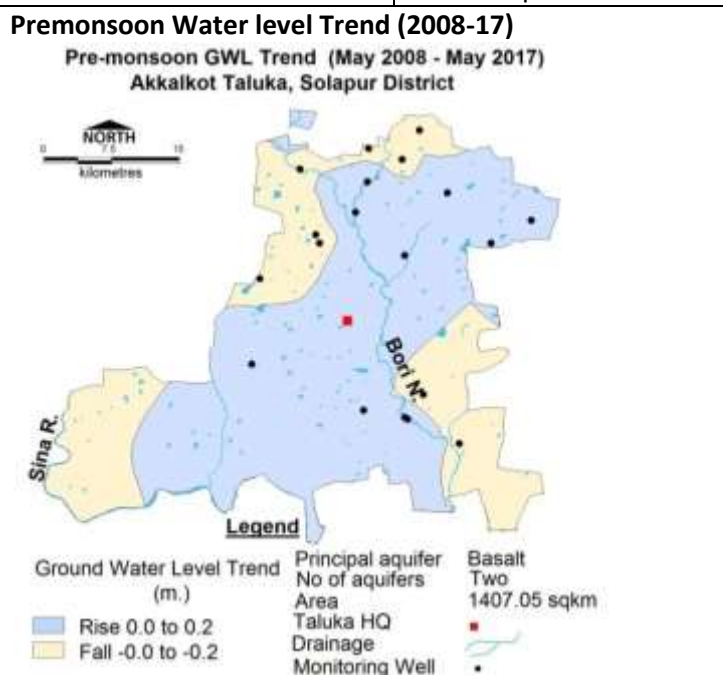 Premonsoon Water level Trend (2008-17)
Pre-monsoon GWL Trend (May 2008 - May 2017)
Akkalkot Taluka, Solapur District
NORTH
0 7.5 15
kilometres
Bori N.
Sina R.
Legend
Ground Water Level Trend
(m.)
Rise 0.0 to 0.2
Fall -0.0 to -0.2
Principal aquifer Basalt
No of aquifers Two
Area 1407.05 sqkm
Taluka HQ
Drainage
Monitoring Well